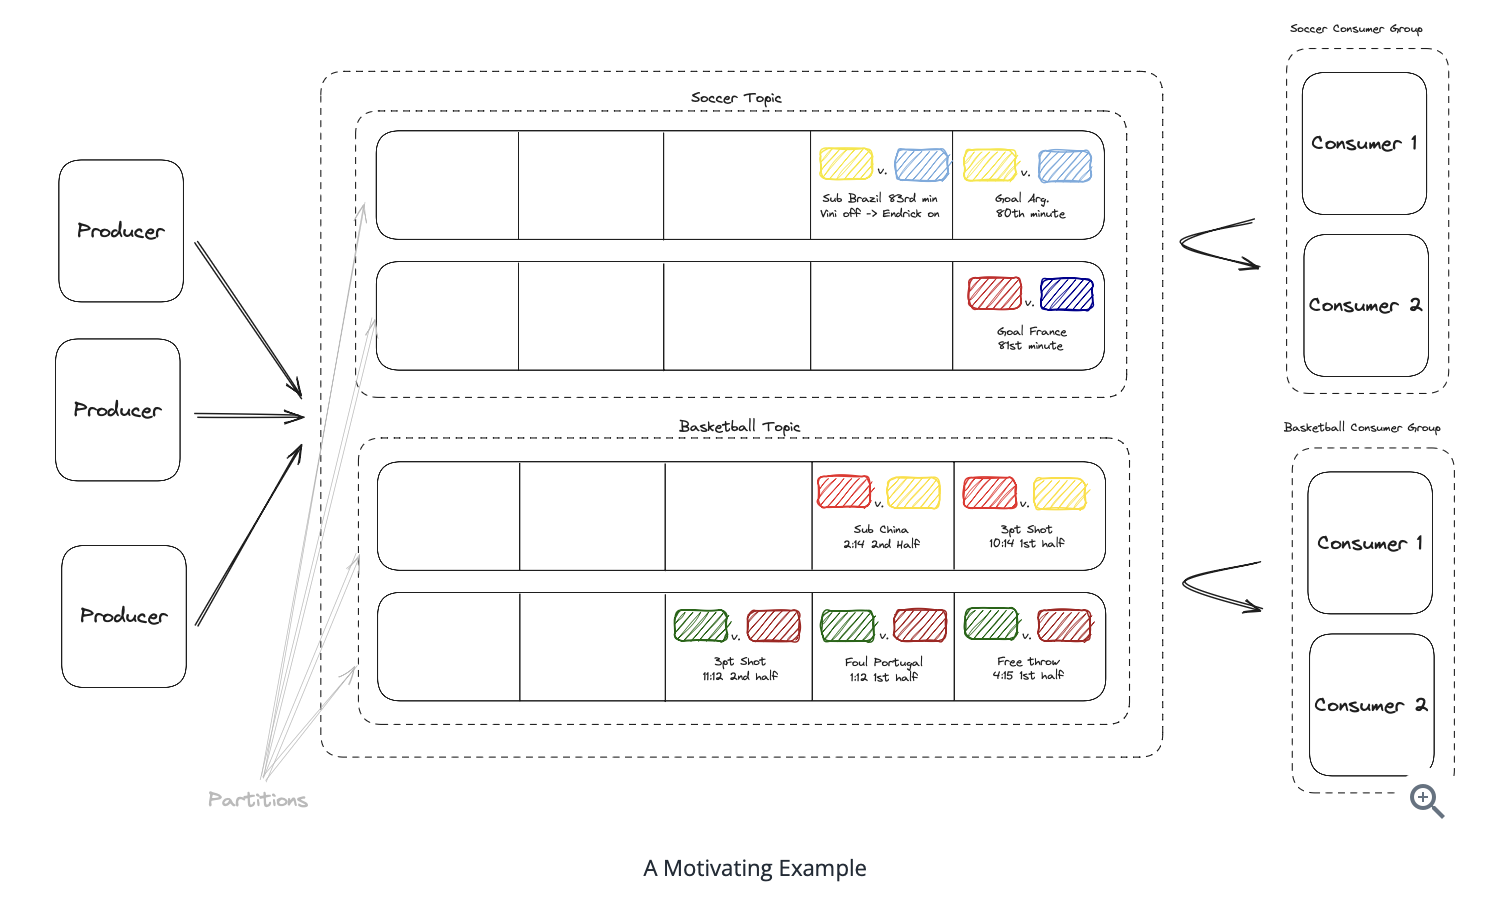 Soccer Consumer Group
Consumer 1
Consumer 2
Soccer Topic
v.
Sub Brazil 83rd min
Vini off -> Endrick on
v.
Goal Arg.
80th minute
v.
Goal France
81st minute
Producer
Producer
Producer
Basketball Topic
v.
Sub China
2:14 2nd Half
v.
3pt Shot
10:14 1st half
v.
3pt Shot
11:12 2nd half
v.
Foul Portugal
1:12 1st half
v.
Free throw
4:15 1st half
Basketball Consumer Group
Consumer 1
Consumer 2
Partitions
A Motivating Example